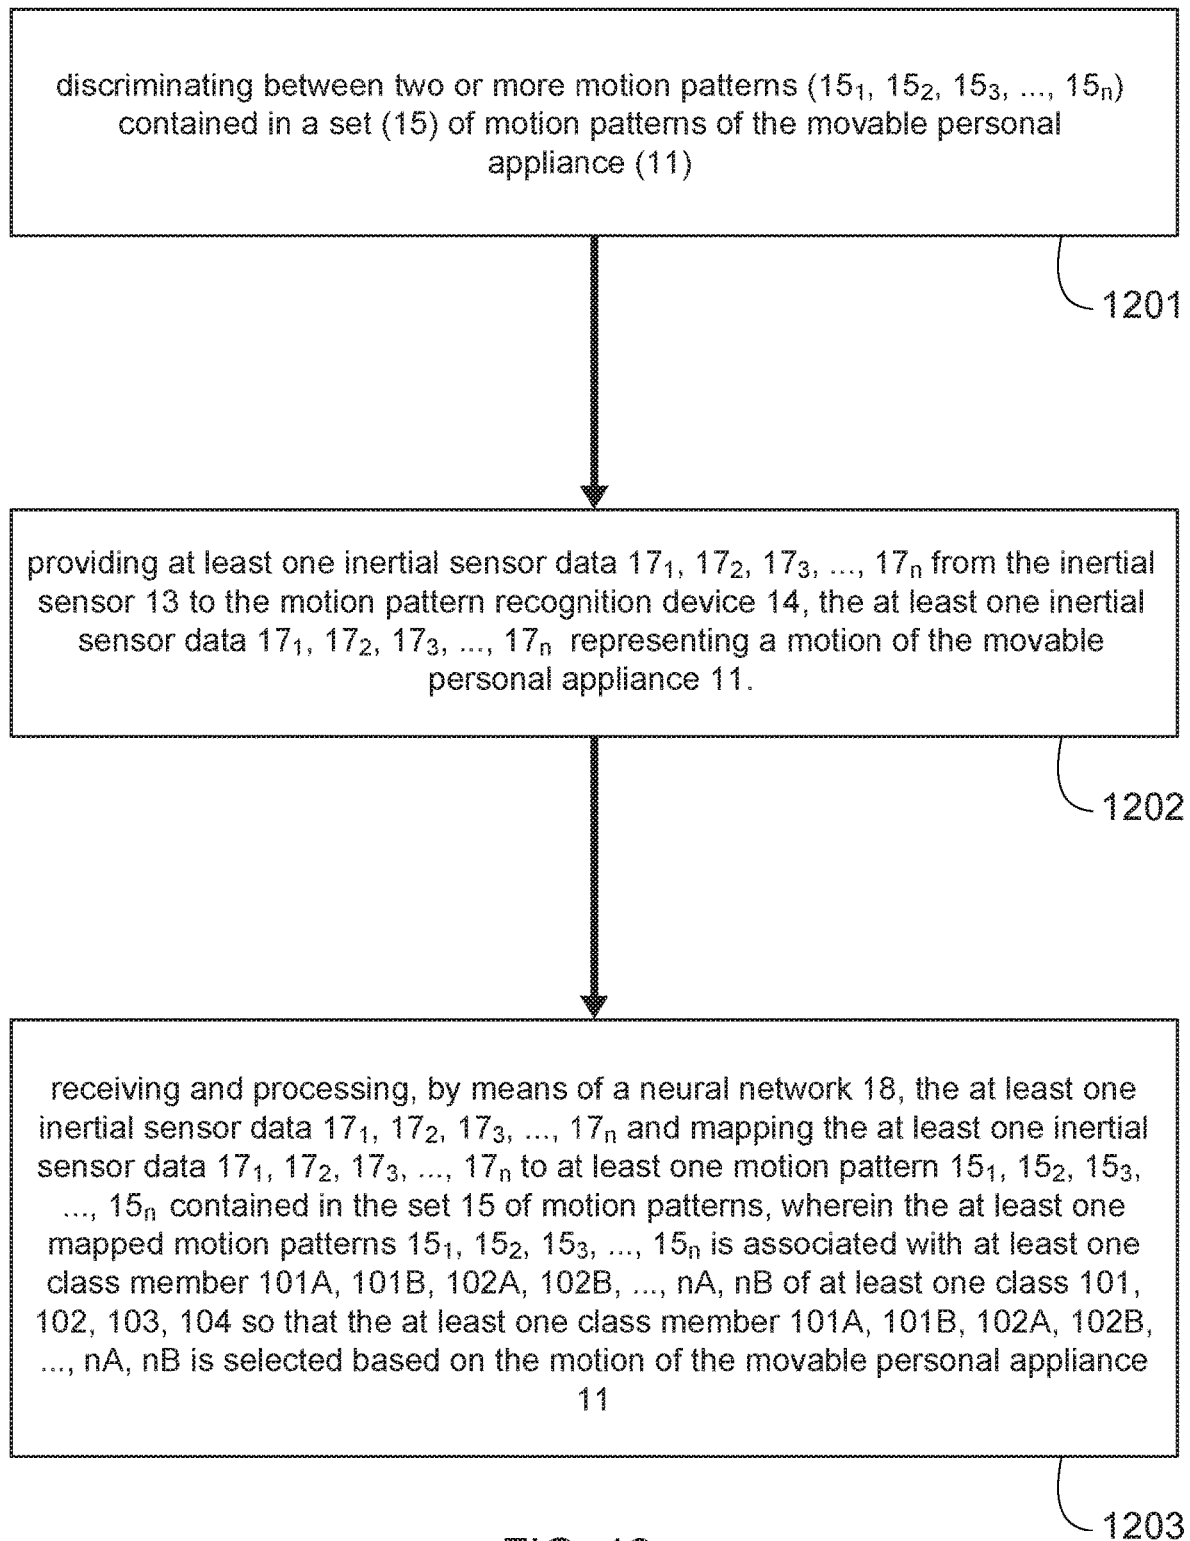 discriminating between two or more motion patterns (15₁, 15₂, 15₃, ..., 15ₙ)
contained in a set (15) of motion patterns of the movable personal
appliance (11)
1201
providing at least one inertial sensor data 17₁, 17₂, 17₃, ..., 17ₙ from the inertial
sensor 13 to the motion pattern recognition device 14, the at least one inertial
sensor data 17₁, 17₂, 17₃, ..., 17ₙ representing a motion of the movable
personal appliance 11.
1202
receiving and processing, by means of a neural network 18, the at least one
inertial sensor data 17₁, 17₂, 17₃, ..., 17ₙ and mapping the at least one inertial
sensor data 17₁, 17₂, 17₃, ..., 17ₙ to at least one motion pattern 15₁, 15₂, 15₃,
..., 15ₙ contained in the set 15 of motion patterns, wherein the at least one
mapped motion patterns 15₁, 15₂, 15₃, ..., 15ₙ is associated with at least one
class member 101A, 101B, 102A, 102B, ..., nA, nB of at least one class 101,
102, 103, 104 so that the at least one class member 101A, 101B, 102A, 102B,
..., nA, nB is selected based on the motion of the movable personal appliance
11
1203